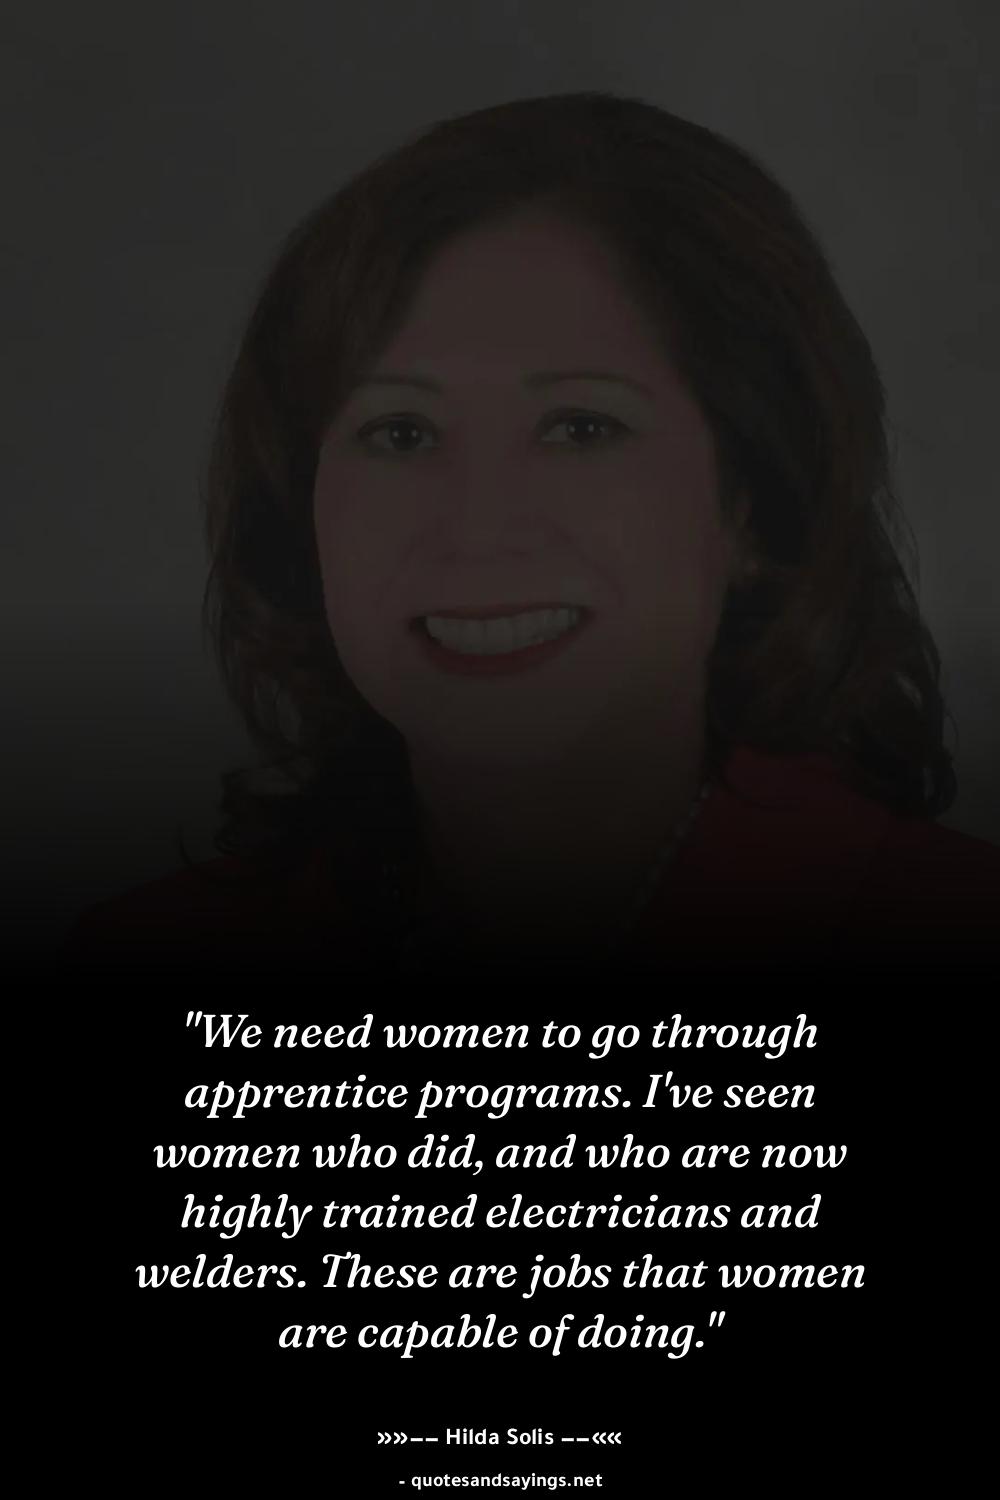 "We need women to go through
apprentice programs. I've seen
women who did, and who are now
highly trained electricians and
welders. These are jobs that women
are capable of doing."
»»–– Hilda Solis ––««
- quotesandsayings.net